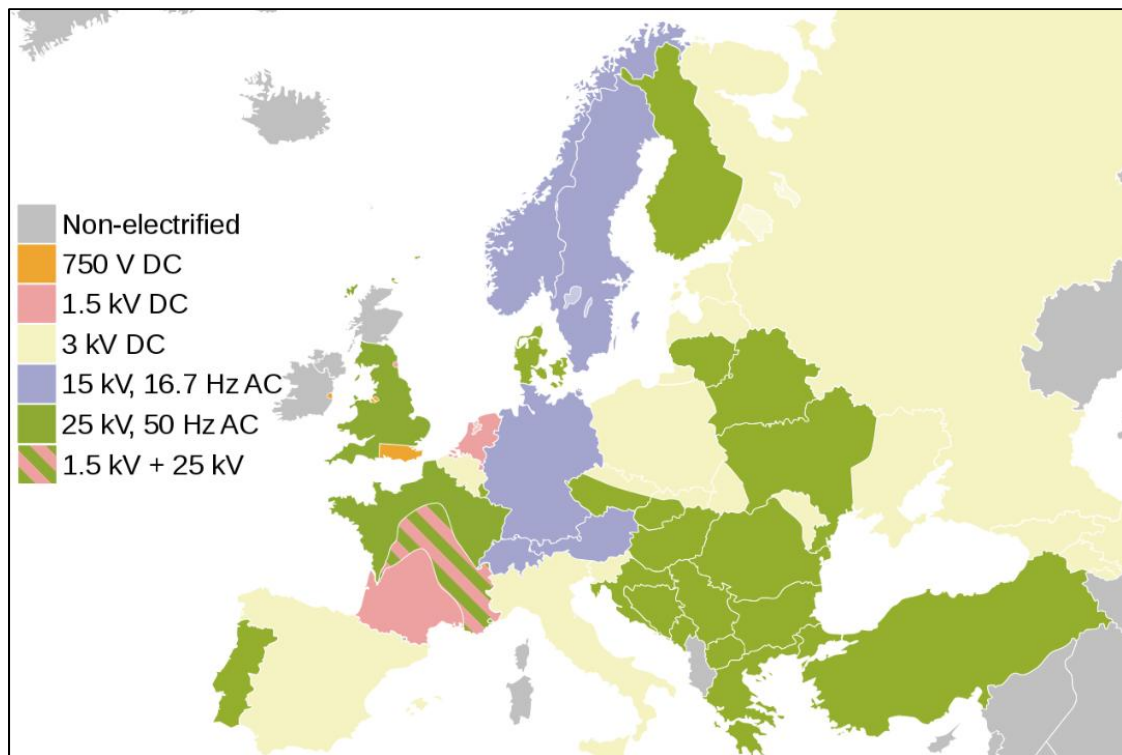 Non-electrified
750 V DC
1.5 kV DC
3 kV DC
15 kV, 16.7 Hz AC
25 kV, 50 Hz AC
1.5 kV + 25 kV